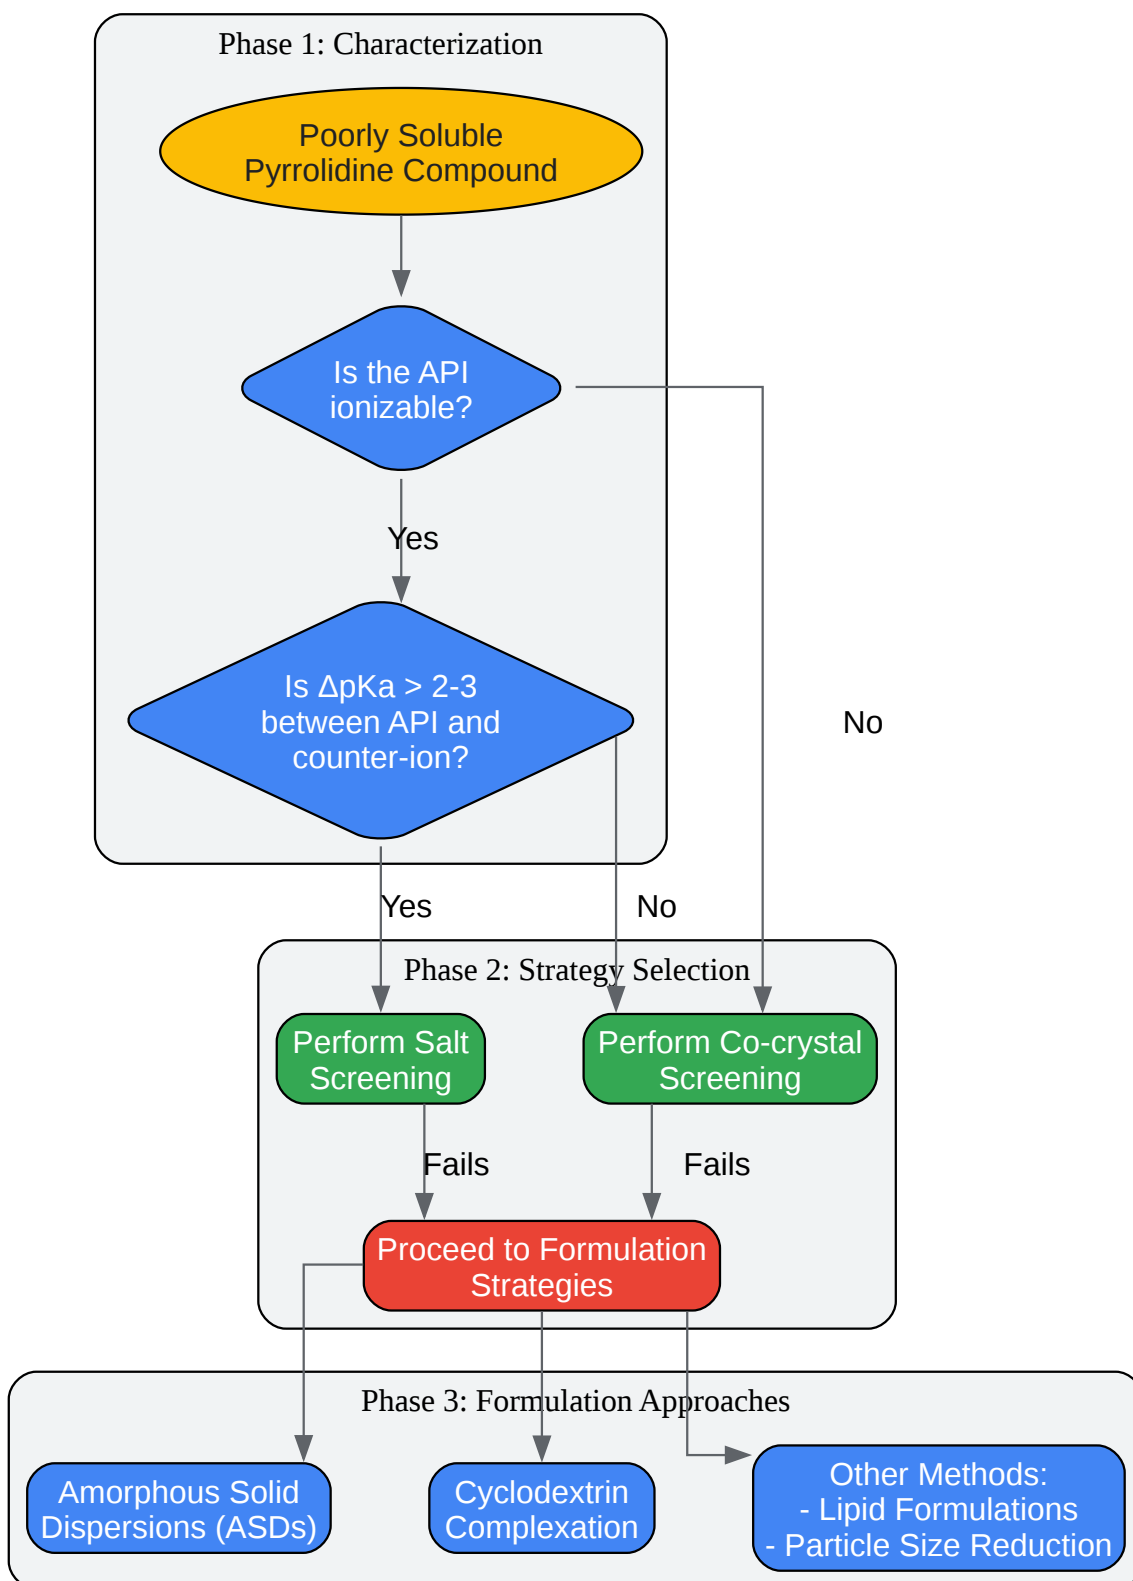 Phase 1: Characterization
Poorly Soluble
Pyrrolidine Compound
Is the API
ionizable?
Yes
Is ΔpKa > 2-3
between API and
counter-ion?
No
Yes
No
Phase 2: Strategy Selection
Perform Salt
Screening
Perform Co-crystal
Screening
Fails
Fails
Proceed to Formulation
Strategies
Phase 3: Formulation Approaches
Amorphous Solid
Dispersions (ASDs)
Cyclodextrin
Complexation
Other Methods:
- Lipid Formulations
- Particle Size Reduction